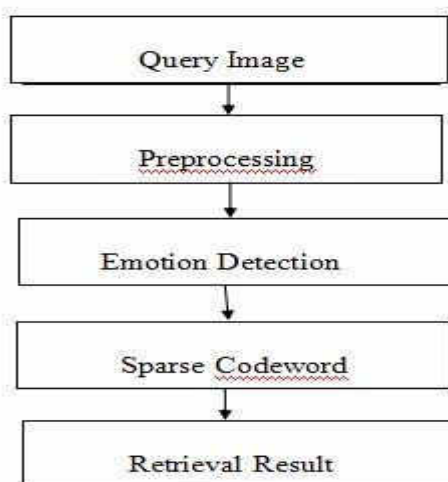 Query Image
Preprocessing
Emotion Detection
Sparse Codeword
Retrieval Result